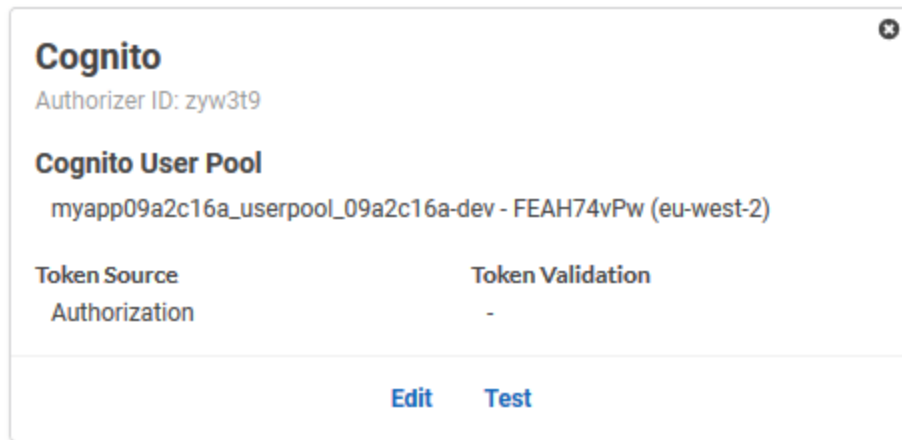 Cognito
Authorizer ID: zyw3t9
Cognito User Pool
myapp09a2c16a_userpool_09a2c16a-dev - FEAH74vPw (eu-west-2)
Token Source
Authorization
Token Validation
-
Edit
Test